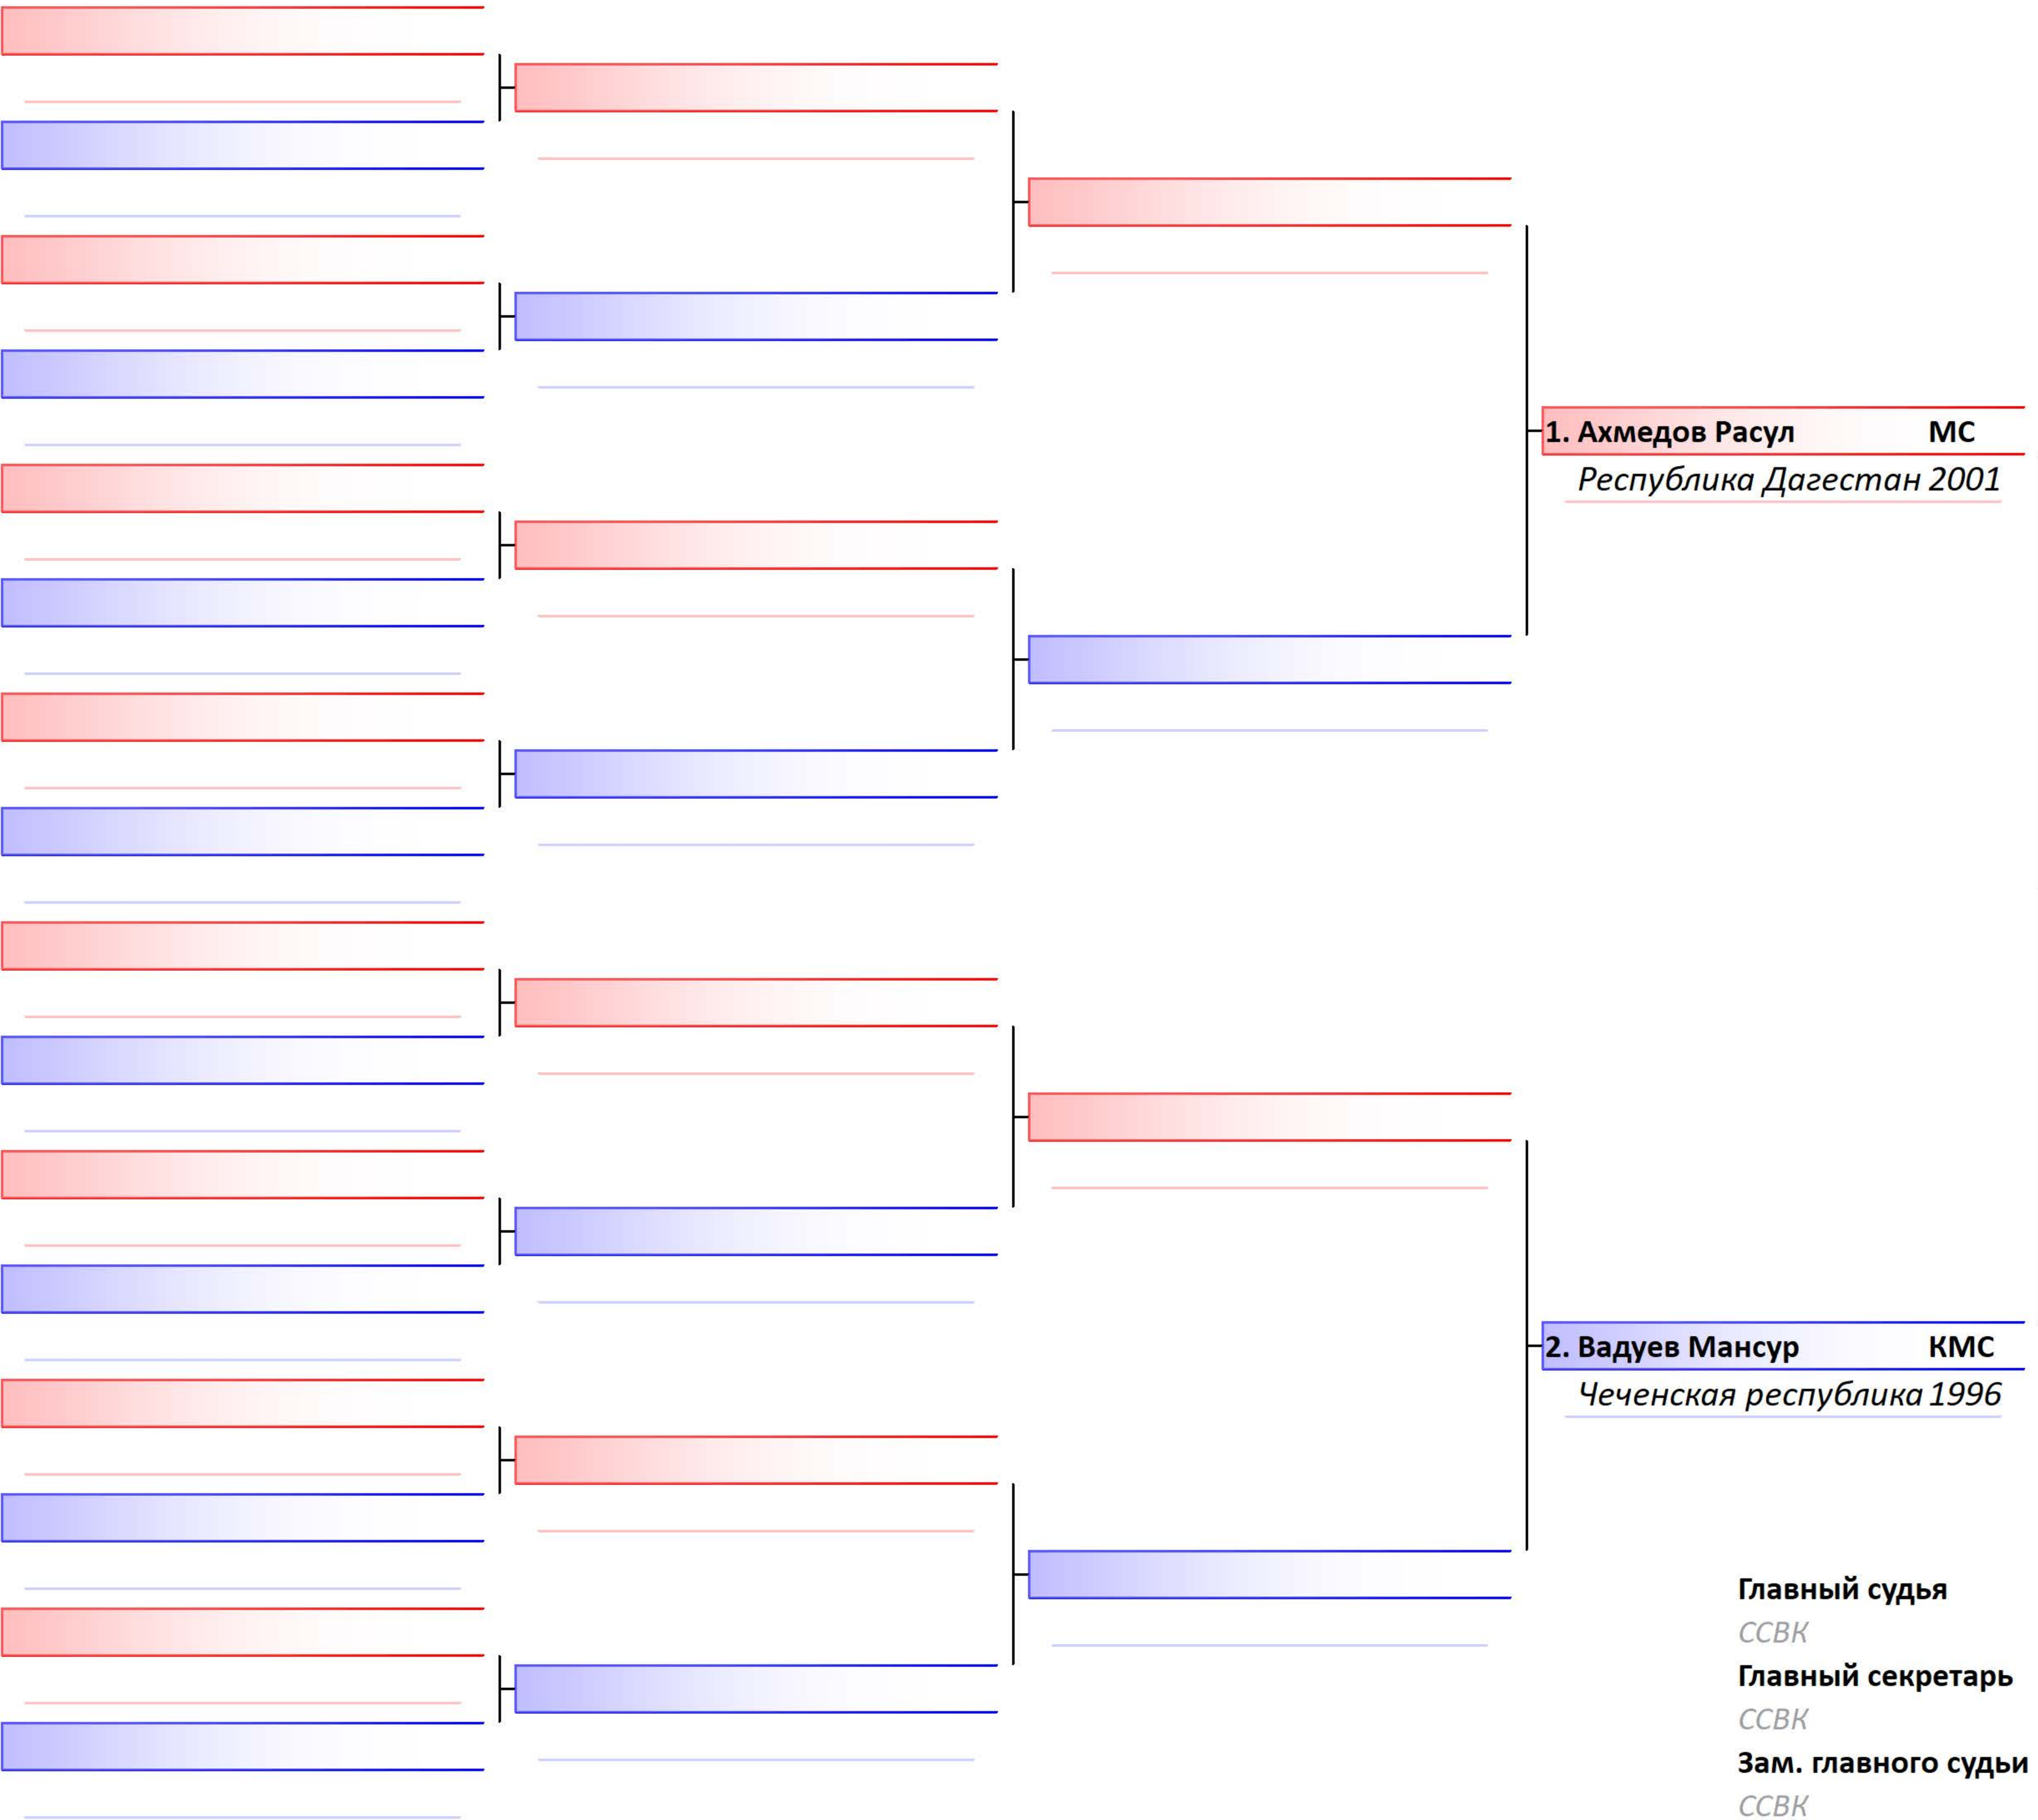 1. Ахмедов Расул МС
Республика Дагестан 2001
2. Вадуев Мансур КМС
Чеченская республика 1996
Главный судья
ССВК
Главный секретарь
ССВК
Зам. главного судьи
ССВК